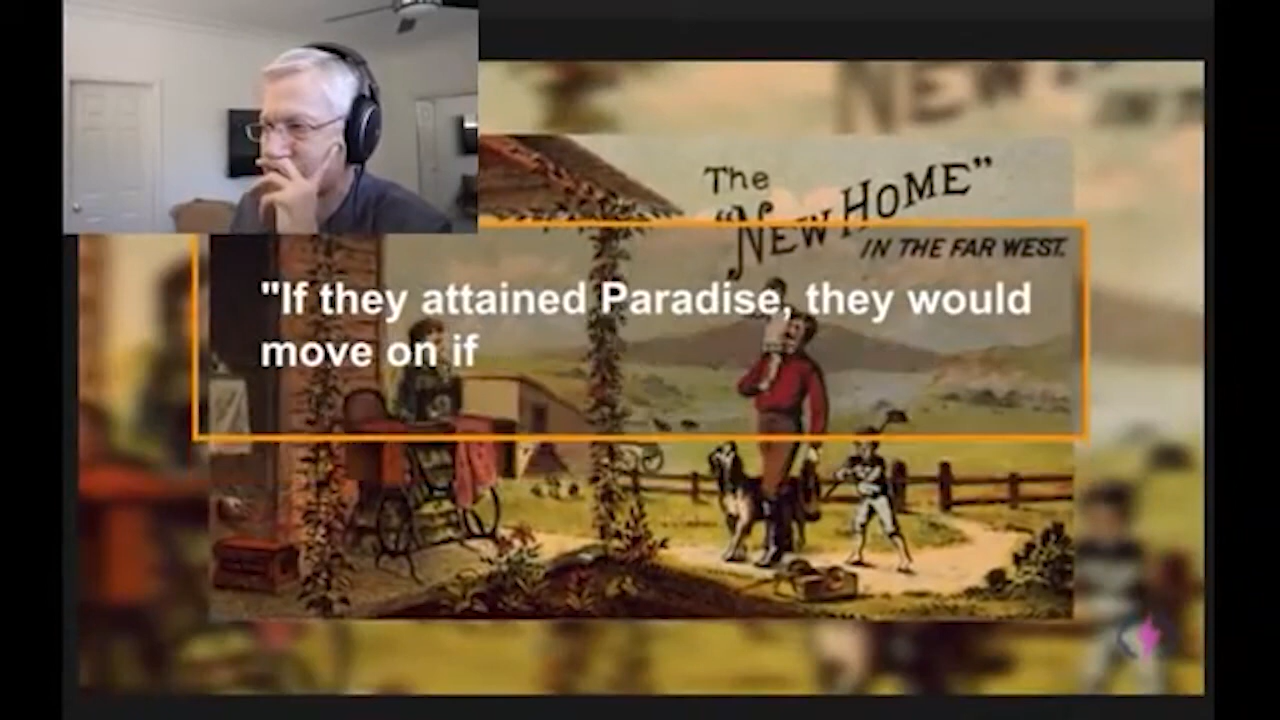 The
"NEW HOME"
IN THE FAR WEST.
"If they attained Paradise, they would
move on if